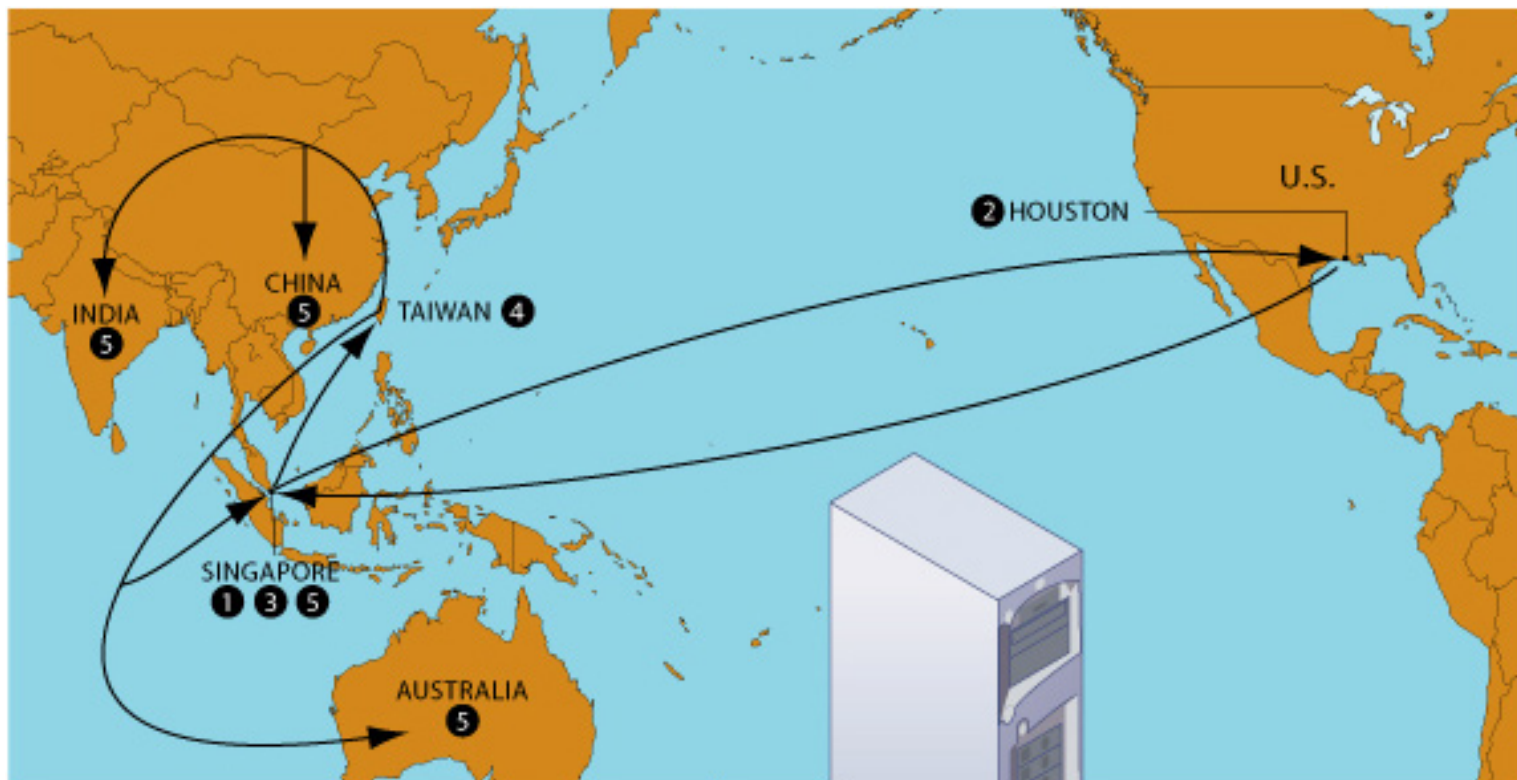 U.S.
2 HOUSTON
CHINA
5
INDIA
5
TAIWAN 4
SINGAPORE
1 3 5
AUSTRALIA
5